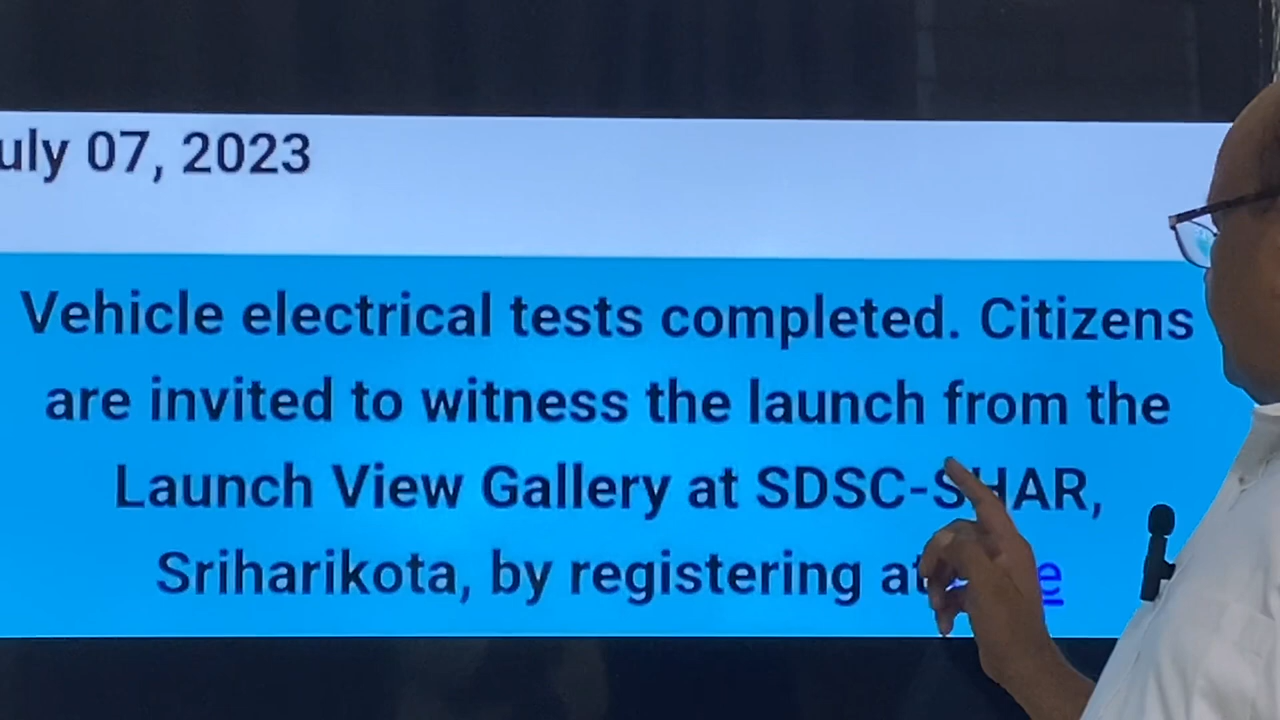 uly 07, 2023
Vehicle electrical tests completed. Citizens
are invited to witness the launch from the
Launch View Gallery at SDSC-SHAR,
Sriharikota, by registering at